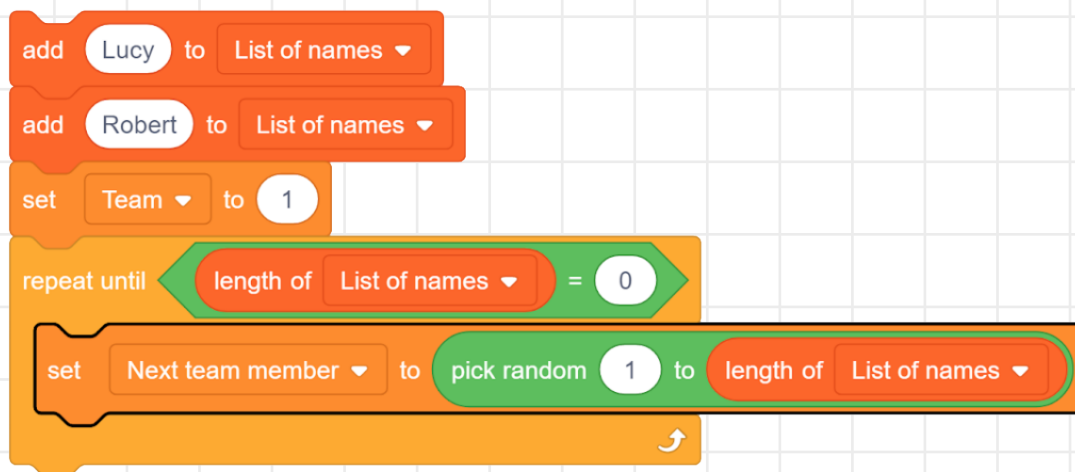 add Lucy to List of names
add Robert to List of names
set Team to 1
repeat until length of List of names = 0
set Next team member to pick random 1 to length of List of names